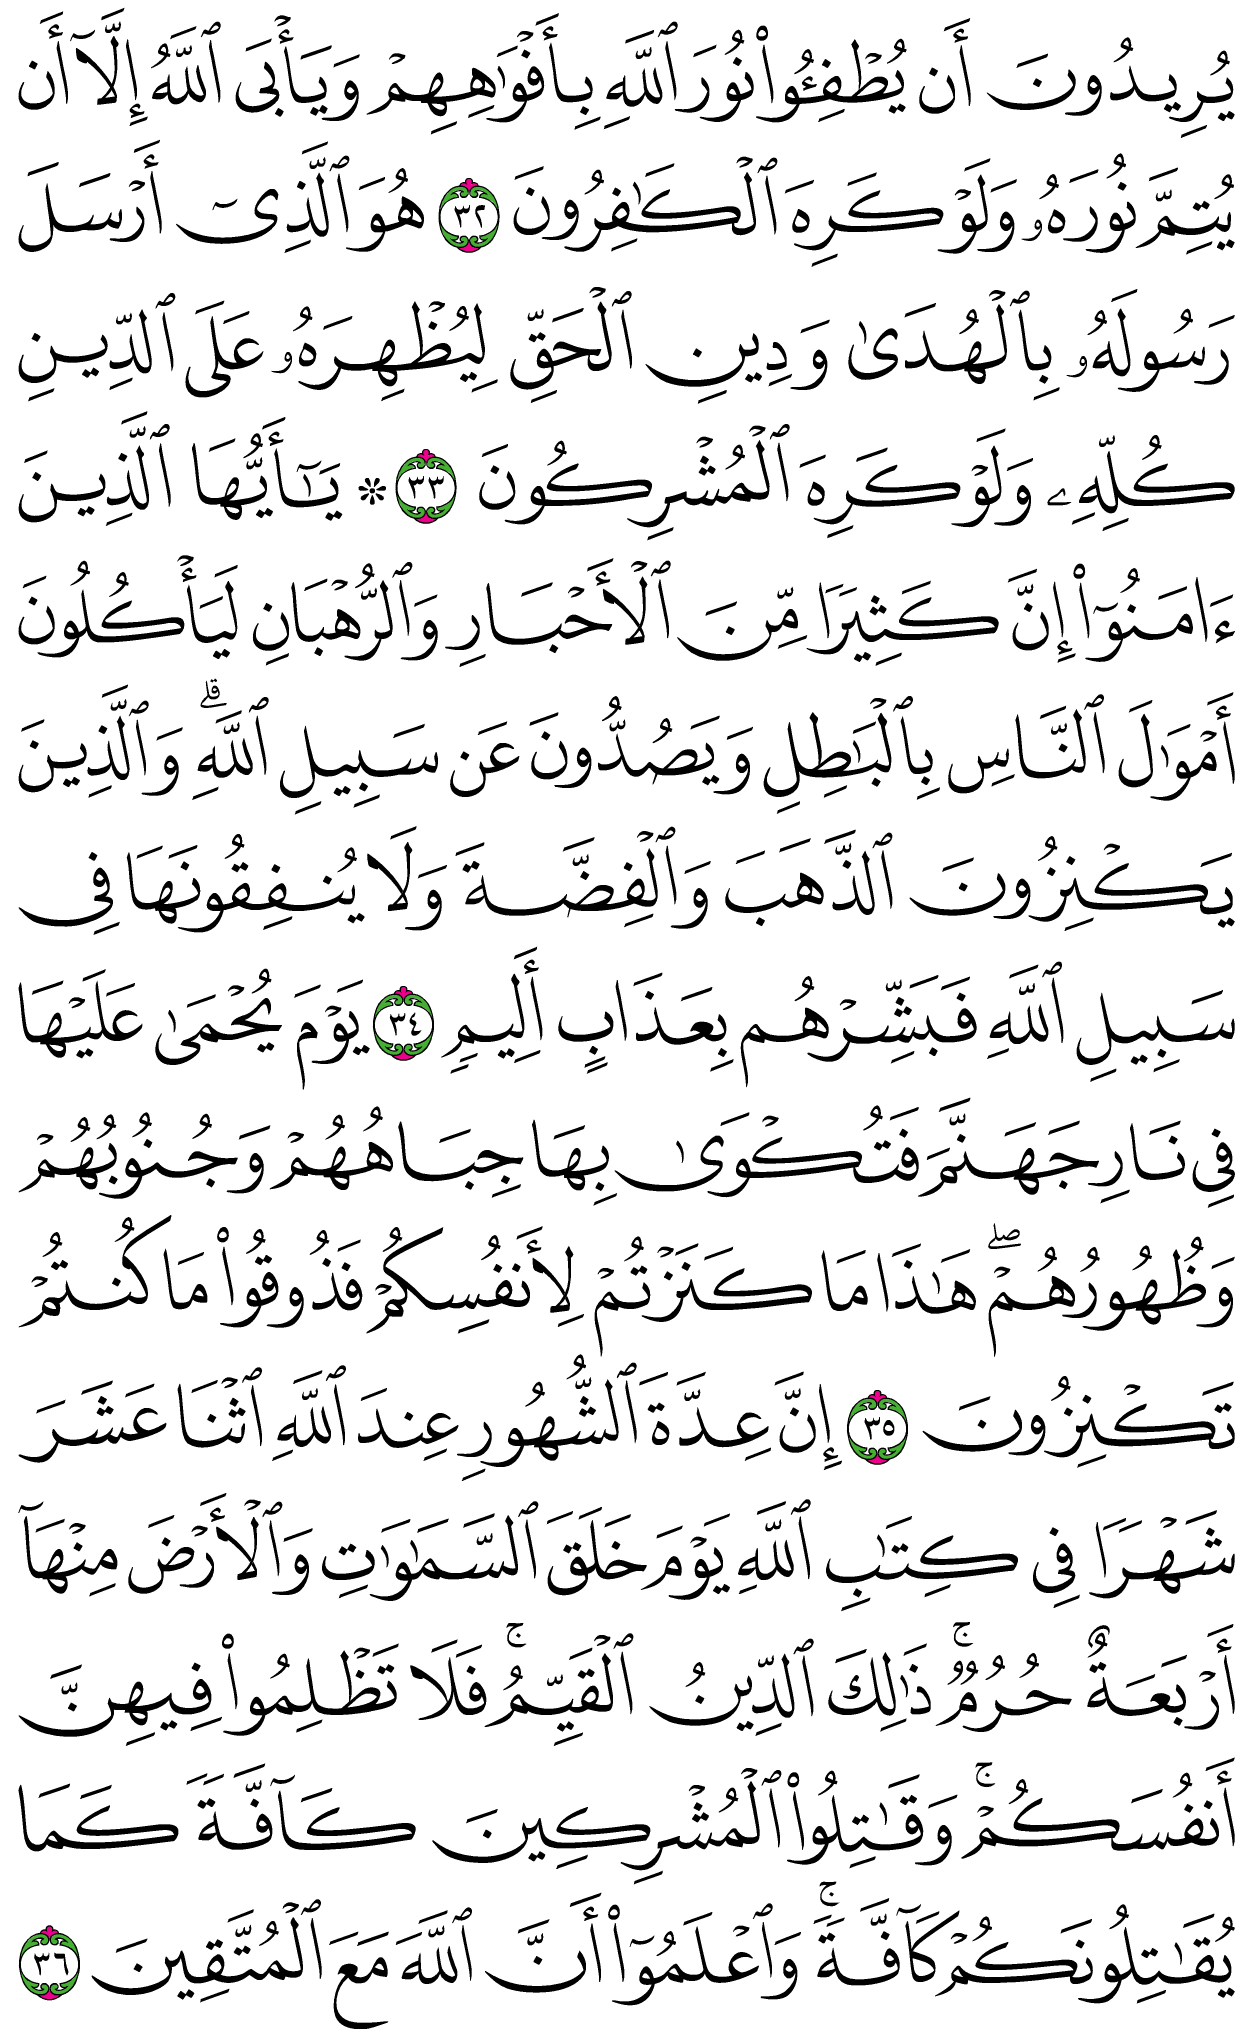 يُرِيدُونَ أَن يُطْفِـُٔوا۟ نُورَ ٱللَّهِ بِأَفْوَٰهِهِمْ وَيَأْبَى ٱللَّهُ إِلَّآ أَن
يُتِمَّ نُورَهُۥ وَلَوْ كَرِهَ ٱلْكَٰفِرُونَ ٣٢ هُوَ ٱلَّذِىٓ أَرْسَلَ
رَسُولَهُۥ بِٱلْهُدَىٰ وَدِينِ ٱلْحَقِّ لِيُظْهِرَهُۥ عَلَى ٱلدِّينِ
كُلِّهِۦ وَلَوْ كَرِهَ ٱلْمُشْرِكُونَ ٣٣ * يَٰٓأَيُّهَا ٱلَّذِينَ
ءَامَنُوٓا۟ إِنَّ كَثِيرًا مِّنَ ٱلْأَحْبَارِ وَٱلرُّهْبَانِ لَيَأْكُلُونَ
أَمْوَٰلَ ٱلنَّاسِ بِٱلْبَٰطِلِ وَيَصُدُّونَ عَن سَبِيلِ ٱللَّهِۗ وَٱلَّذِينَ
يَكْنِزُونَ ٱلذَّهَبَ وَٱلْفِضَّةَ وَلَا يُنفِقُونَهَا فِى
سَبِيلِ ٱللَّهِ فَبَشِّرْهُم بِعَذَابٍ أَلِيمٍ ٣٤ يَوْمَ يُحْمَىٰ عَلَيْهَا
فِى نَارِ جَهَنَّمَ فَتُكْوَىٰ بِهَا جِبَاهُهُمْ وَجُنُوبُهُمْ
وَظُهُورُهُمْۖ هَٰذَا مَا كَنَزْتُمْ لِأَنفُسِكُمْ فَذُوقُوا۟ مَا كُنتُمْ
تَكْنِزُونَ ٣٥ إِنَّ عِدَّةَ ٱلشُّهُورِ عِندَ ٱللَّهِ ٱثْنَا عَشَرَ
شَهْرًا فِى كِتَٰبِ ٱللَّهِ يَوْمَ خَلَقَ ٱلسَّمَٰوَٰتِ وَٱلْأَرْضَ مِنْهَآ
أَرْبَعَةٌ حُرُمٌۚ ذَٰلِكَ ٱلدِّينُ ٱلْقَيِّمُۚ فَلَا تَظْلِمُوا۟ فِيهِنَّ
أَنفُسَكُمْۚ وَقَٰتِلُوا۟ ٱلْمُشْرِكِينَ كَآفَّةً كَمَا
يُقَٰتِلُونَكُمْ كَآفَّةًۚ وَٱعْلَمُوٓا۟ أَنَّ ٱللَّهَ مَعَ ٱلْمُتَّقِينَ ٣٦